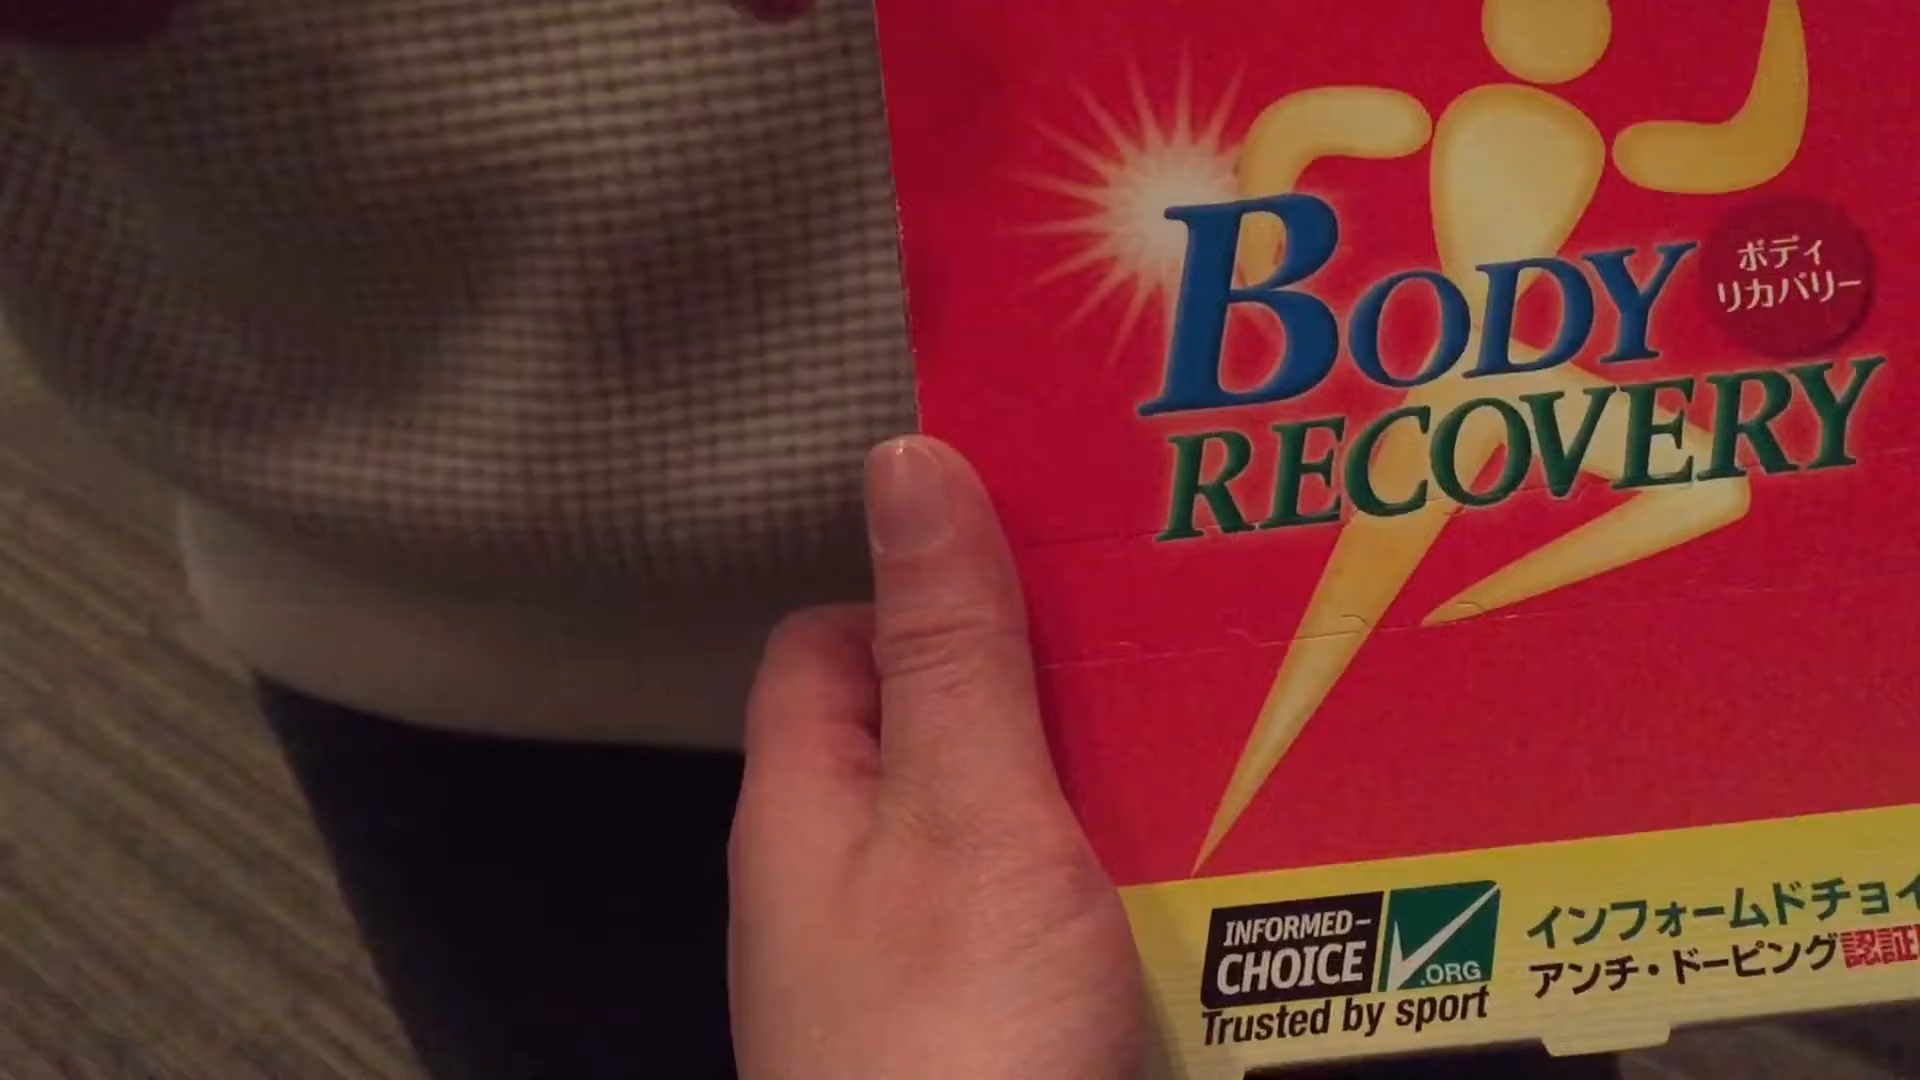 BODY
ボディ
リカバリー
RECOVERY
INFORMED-
CHOICE
.ORG
Trusted by sport
インフォームドチョイ
アンチ・ドーピング認証